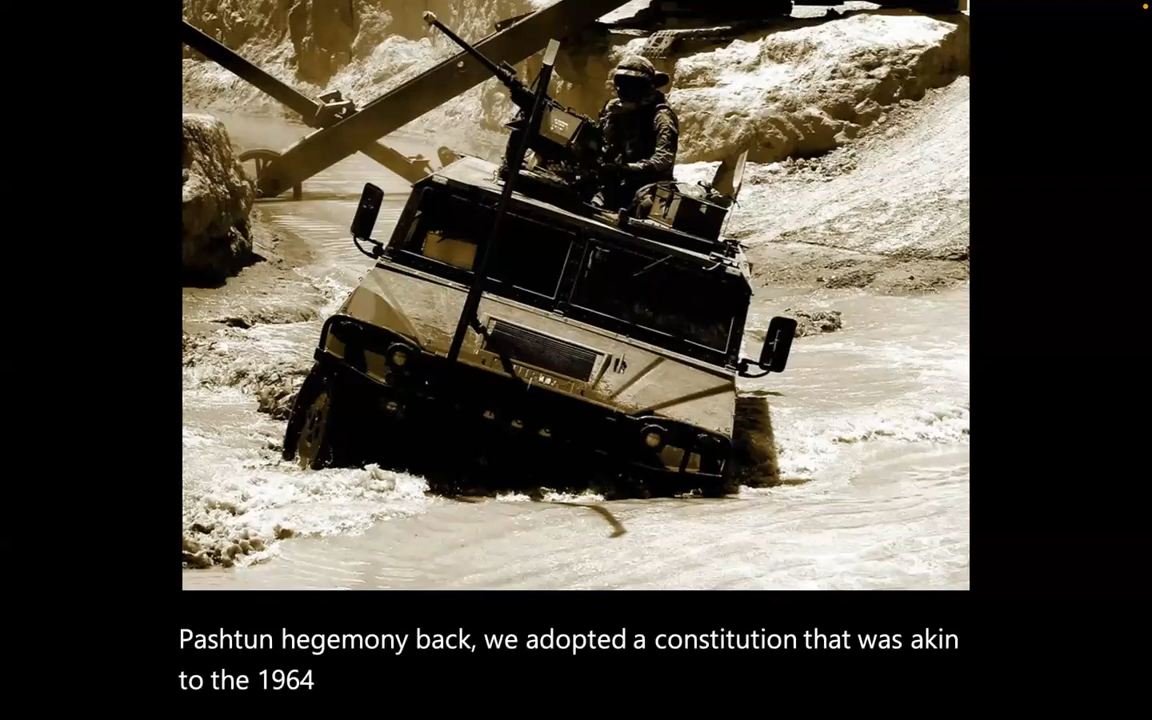 Pashtun hegemony back, we adopted a constitution that was akin
to the 1964